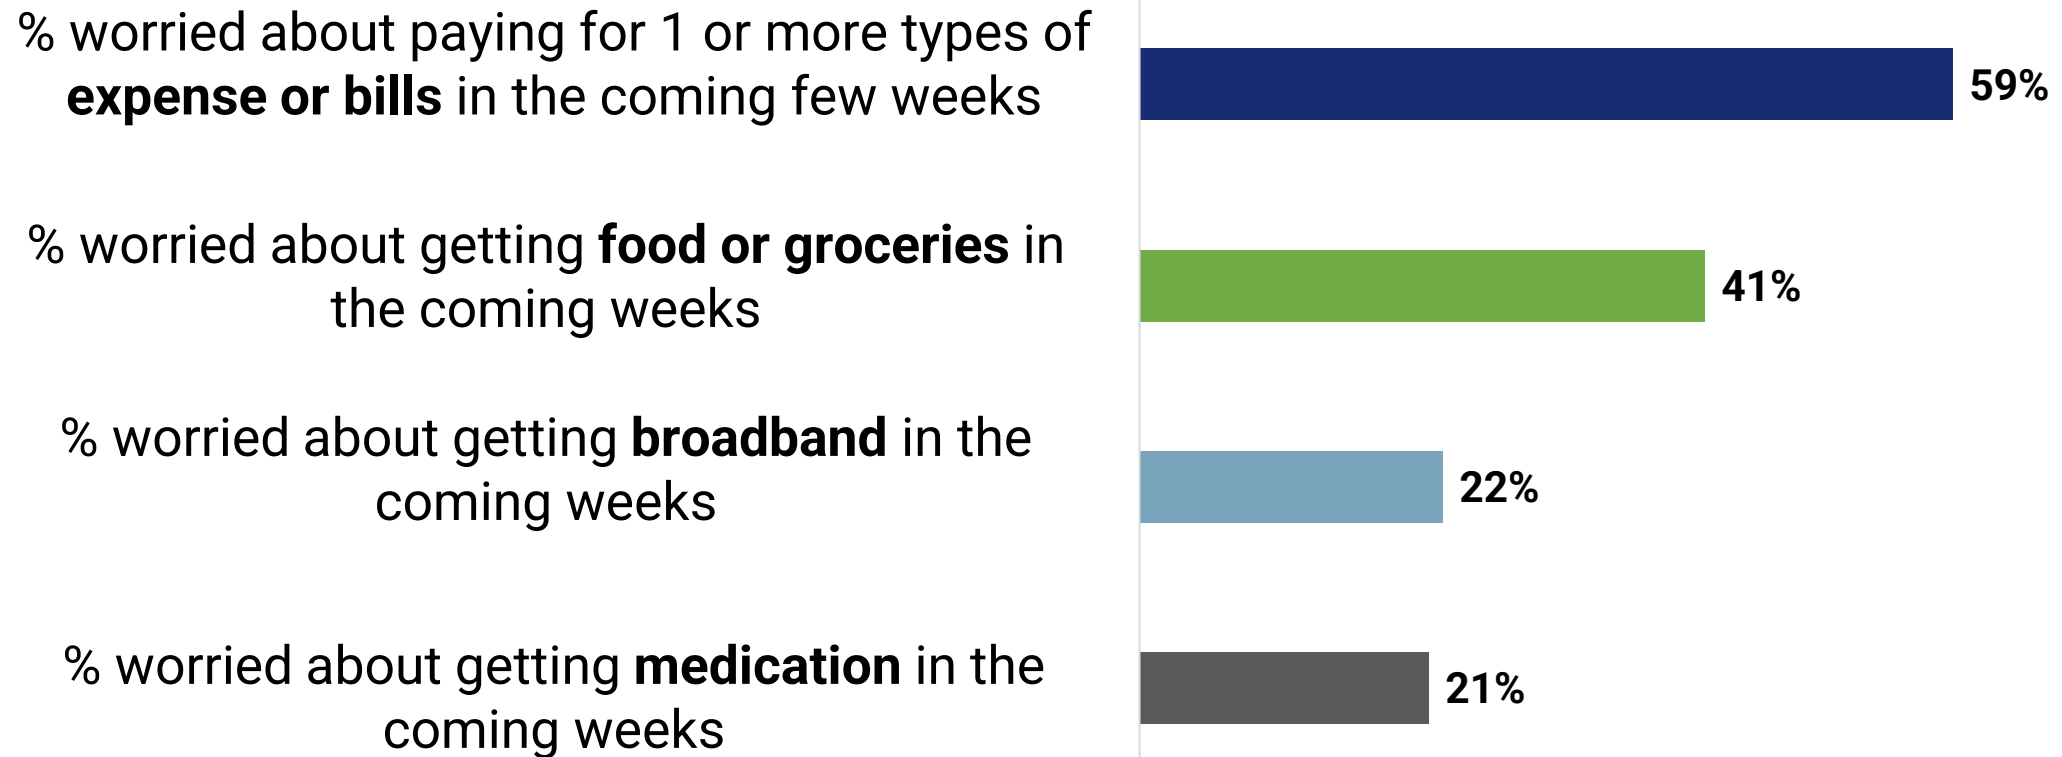 % worried about paying for 1 or more types of
expense or bills in the coming few weeks
59%
% worried about getting food or groceries in
the coming weeks
41%
% worried about getting broadband in the
coming weeks
22%
% worried about getting medication in the
coming weeks
21%